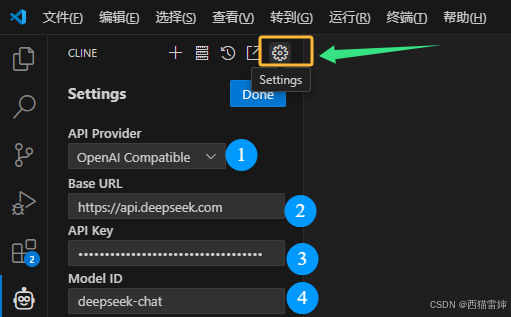 文件(F) 编辑(E) 选择(S) 查看(V) 转到(G) 运行(R) 终端(T) 帮助(H)
CLINE
Settings
Settings
Done
API Provider
OpenAI Compatible
1
Base URL
https://api.deepseek.com
2
API Key
••••••••••••••••••••••••••••••••••
3
2
Model ID
deepseek-chat
4
CSDN @西猫雷婶